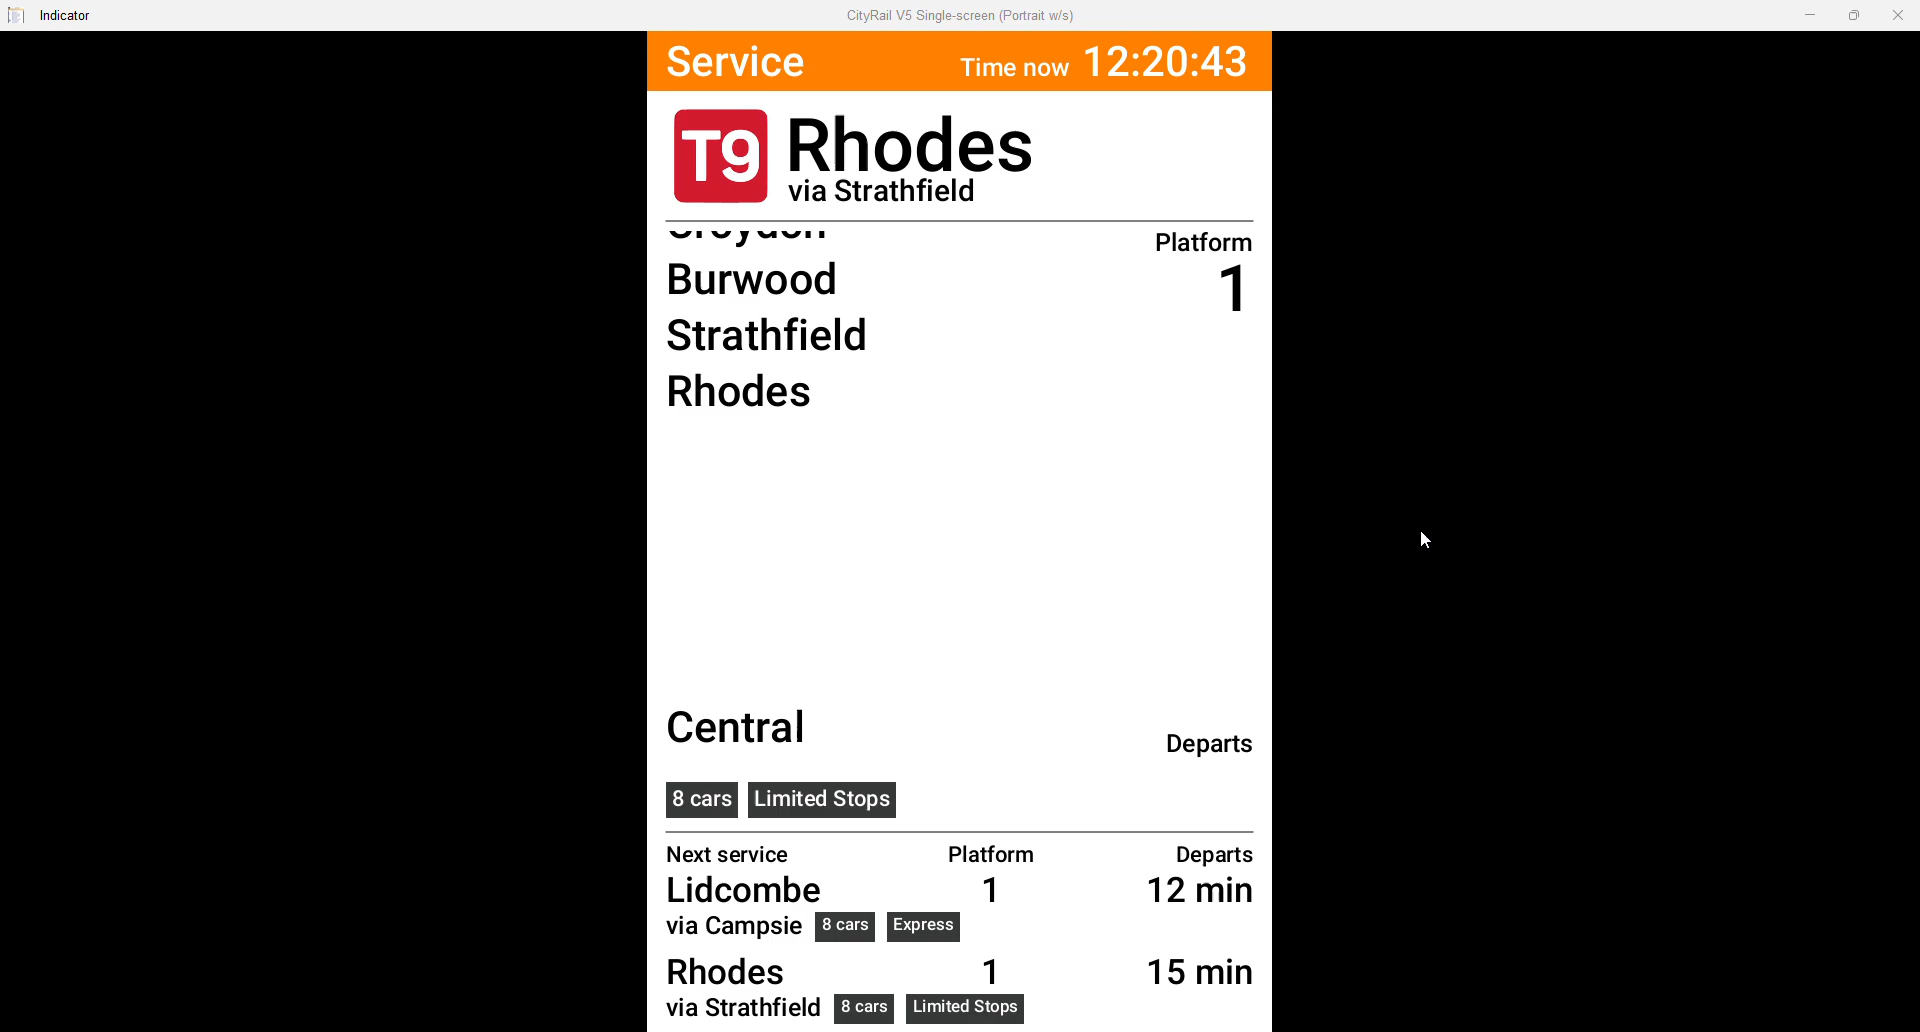 Indicator
CityRail V5 Single-screen (Portrait w/s)
Service
Time now 12:20:43
T9 Rhodes
via Strathfield
Platform
1
Croydon
Burwood
Strathfield
Rhodes
Central
Departs
8 cars Limited Stops
Next service Platform Departs
Lidcombe 1 12 min
via Campsie 8 cars Express
Rhodes 1 15 min
via Strathfield 8 cars Limited Stops